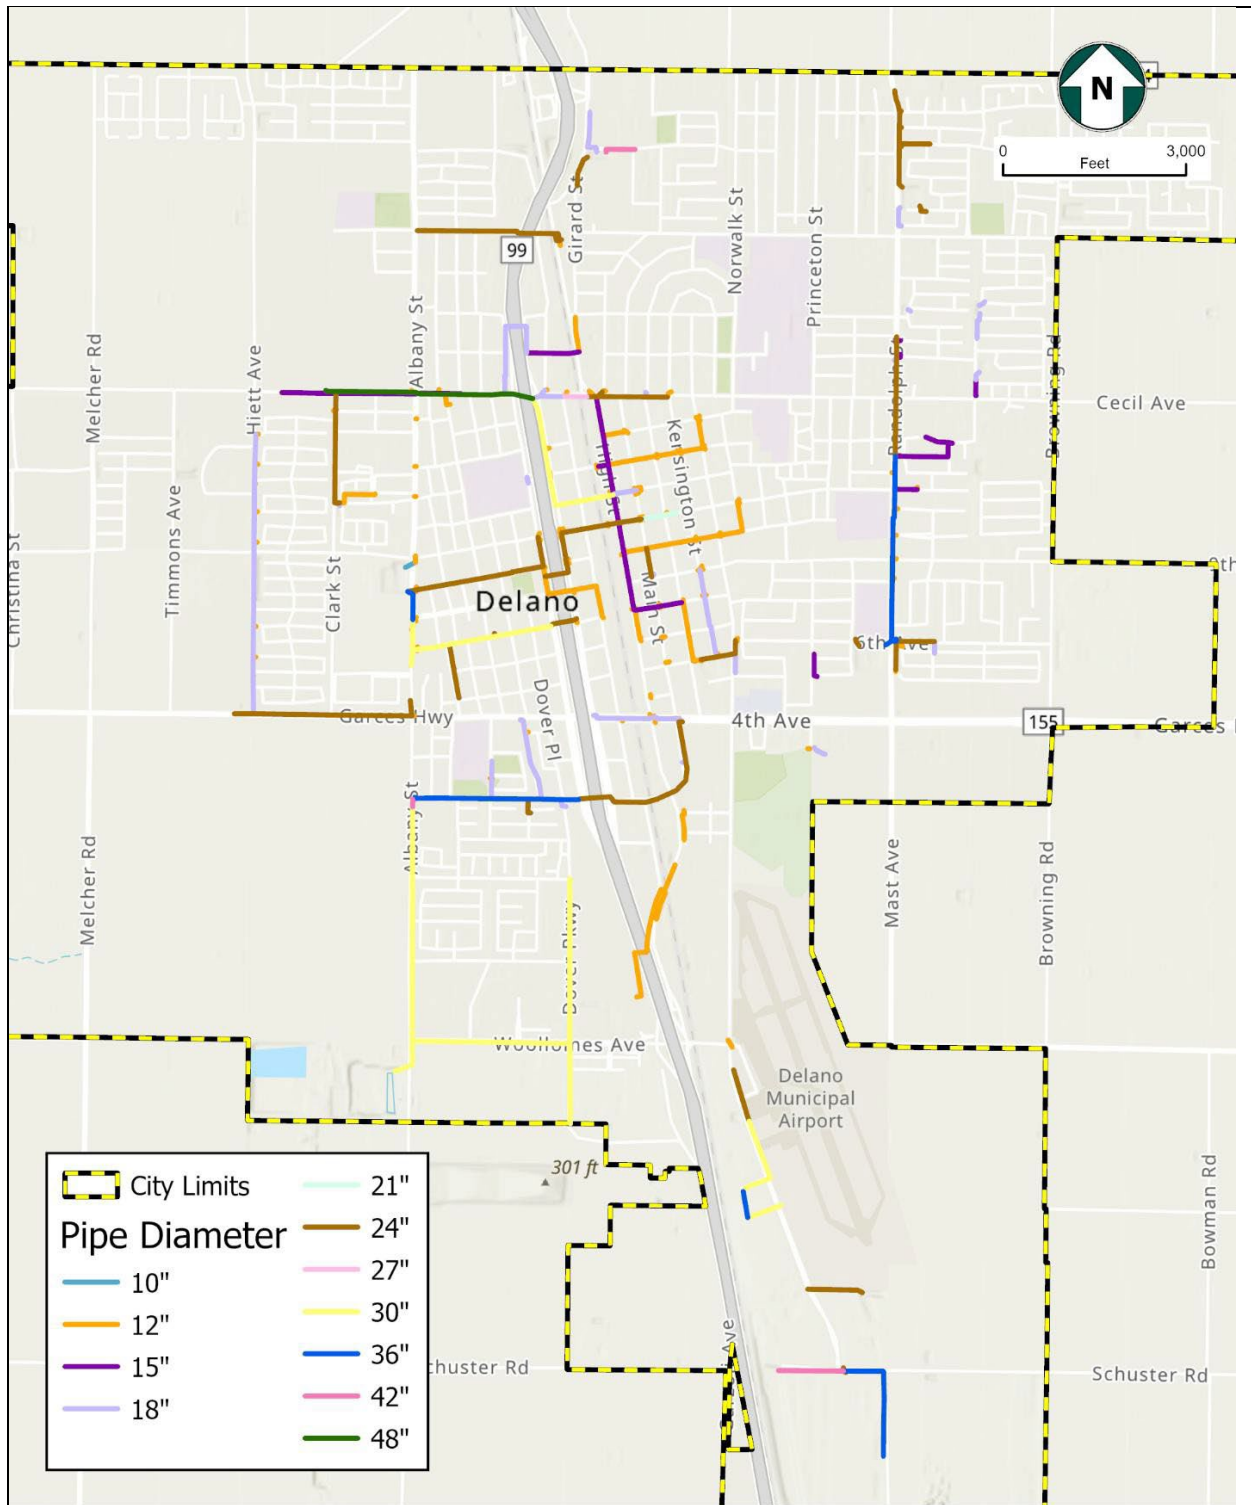 N
0 3,000
Feet
Girard St
99
Norwalk St
Princeton St
Albany St
Melcher Rd
Hiett Ave
Randolph St
Browning Rd
Cecil Ave
High St
Kensington St
Timmons Ave
Christina St
Clark St
Delano
Main St
6th Ave
9th
Dover Pl
Garces Hwy
4th Ave
155
Garces
Albany St
Melcher Rd
Mast Ave
Browning Rd
Dover Pkwy
Woollomes Ave
Delano
Municipal
Airport
301 ft
Bowman Rd
Ave
chuster Rd
Schuster Rd
City Limits
Pipe Diameter
10"
12"
15"
18"
21"
24"
27"
30"
36"
42"
48"